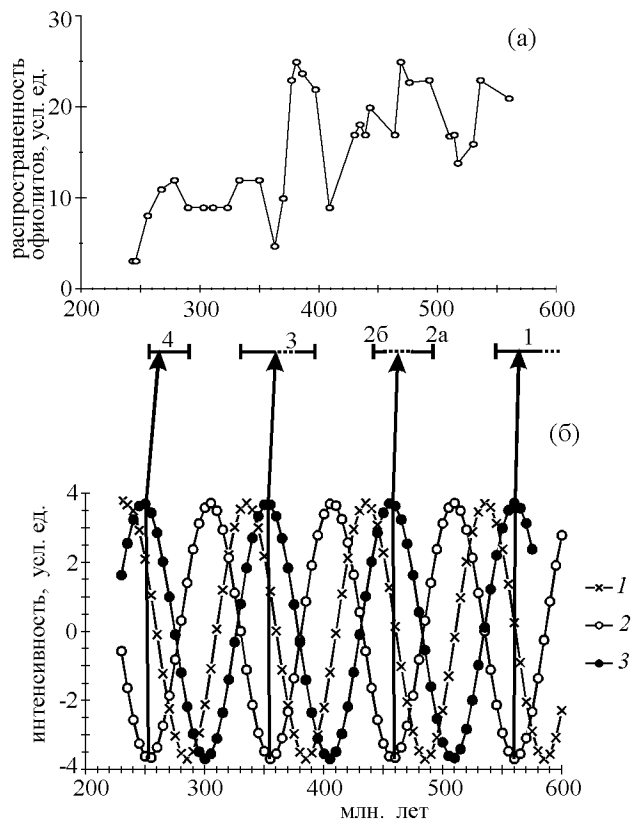 (а)
распространенность
офиолитов, усл. ед.
30
20
10
0
200 300 400 500 600
4 3 2б 2а 1
(б)
интенсивность, усл. ед.
4
2
0
-2
-4
1
2
3
200 300 400 500 600
млн. лет